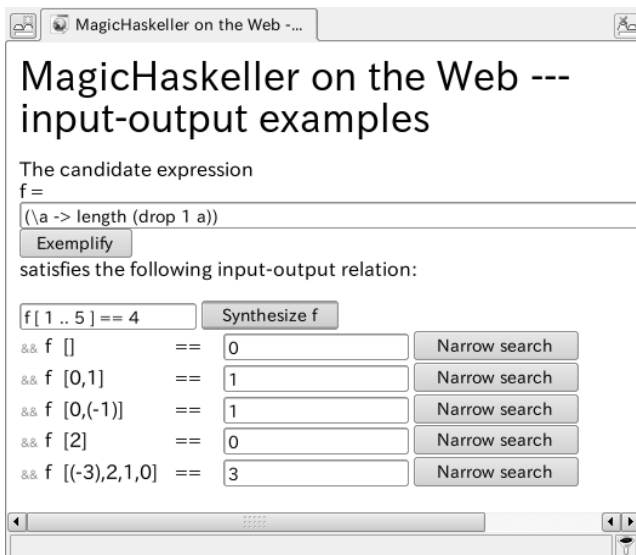 MagicHaskeller on the Web -...
MagicHaskeller on the Web ---
input-output examples
The candidate expression
f =
(\a -> length (drop 1 a))
Exemplify
satisfies the following input-output relation:
f [ 1 .. 5 ] == 4 Synthesize f
&& f [] == 0 Narrow search
&& f [0,1] == 1 Narrow search
&& f [0,(-1)] == 1 Narrow search
&& f [2] == 0 Narrow search
&& f [(-3),2,1,0] == 3 Narrow search